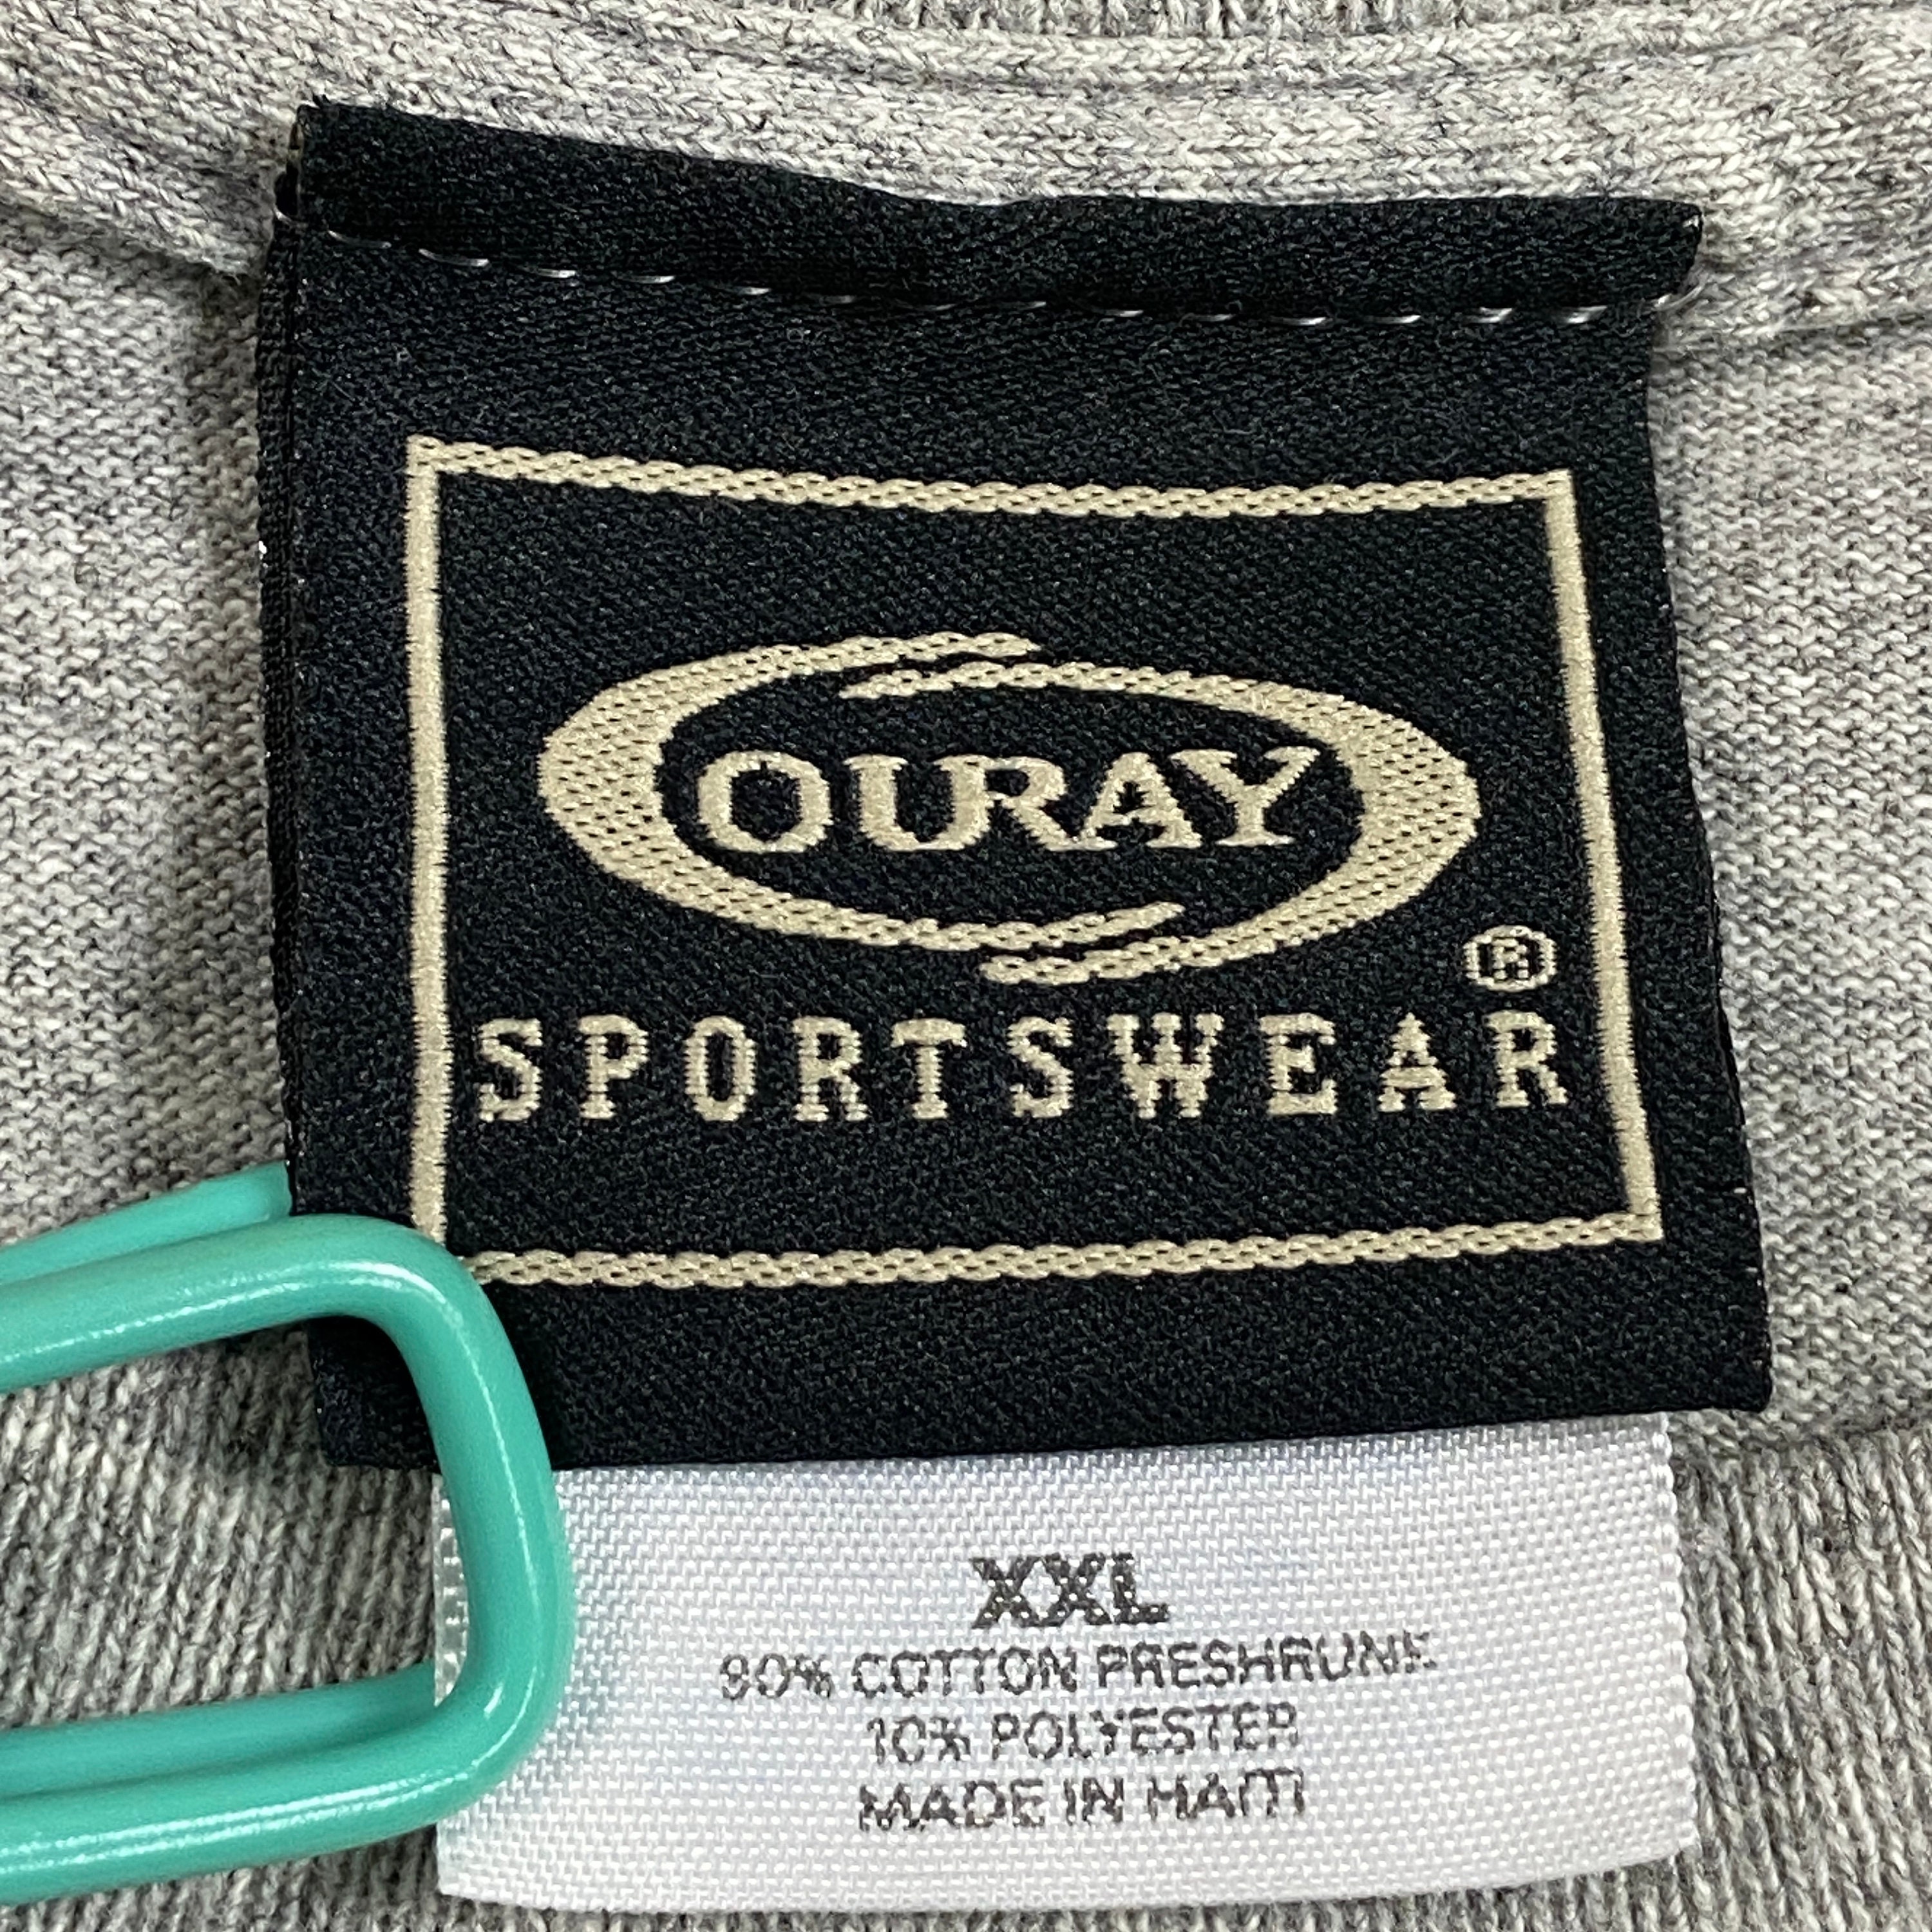 OURAY
®
SPORTSWEAR
XXL
90% COTTON PRESHRUNK
10% POLYESTER
MADE IN HAITI